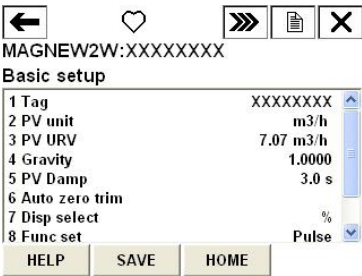 MAGNEW2W:XXXXXXXX
Basic setup
1 Tag XXXXXXXX
2 PV unit m3/h
3 PV URV 7.07 m3/h
4 Gravity 1.0000
5 PV Damp 3.0 s
6 Auto zero trim
7 Disp select %
8 Func set Pulse
HELP SAVE HOME